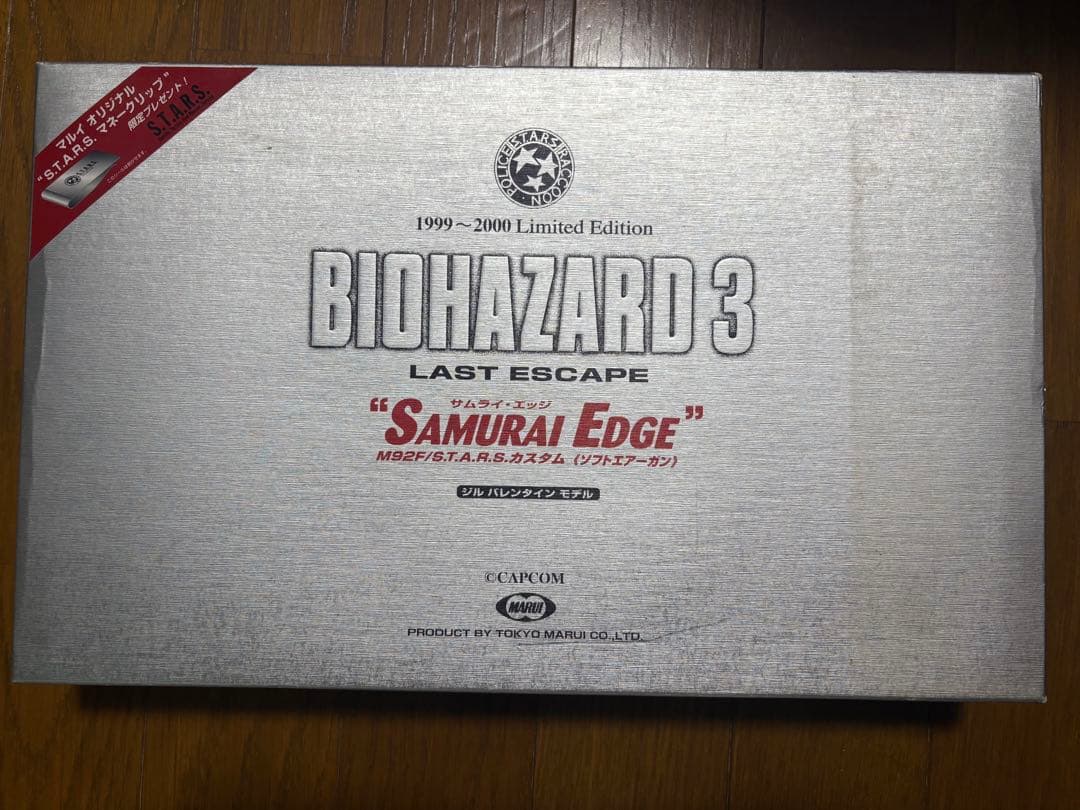 マルイ オリジナル
"S.T.A.R.S. マネークリップ"
限定プレゼント!
S.T.A.R.S.
S.T.A.R.S.
POLICE S.T.A.R.S. RACCOON
1999〜2000 Limited Edition
BIOHAZARD 3
LAST ESCAPE
サムライ・エッジ
“SAMURAI EDGE”
M92F/S.T.A.R.S.カスタム〈ソフトエアーガン〉
ジル バレンタイン モデル
©CAPCOM
MARUI
PRODUCT BY TOKYO MARUI CO.,LTD.